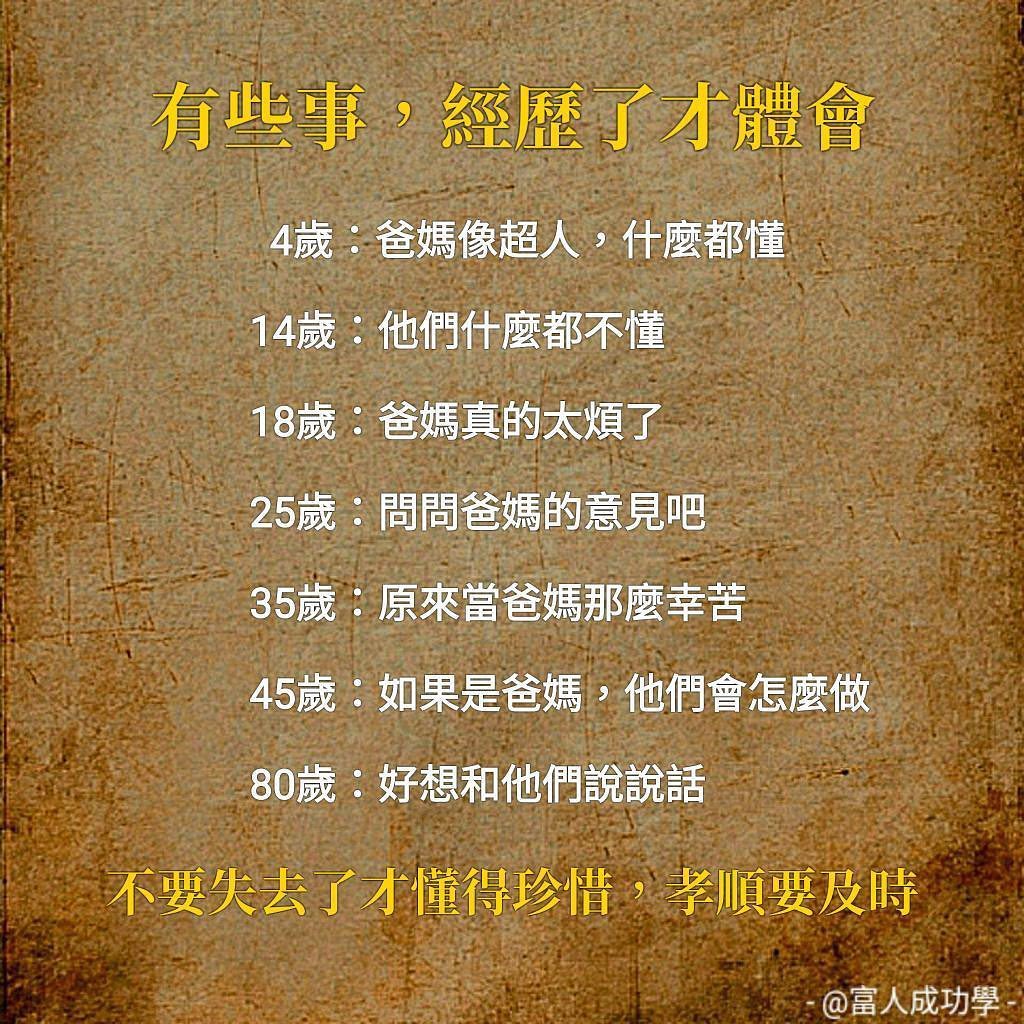 有些事，經歷了才體會
4歲：爸媽像超人，什麼都懂
14歲：他們什麼都不懂
18歲：爸媽真的太煩了
25歲：問問爸媽的意見吧
35歲：原來當爸媽那麼幸苦
45歲：如果是爸媽，他們會怎麼做
80歲：好想和他們說說話
不要失去了才懂得珍惜，孝順要及時
- @富人成功學 -